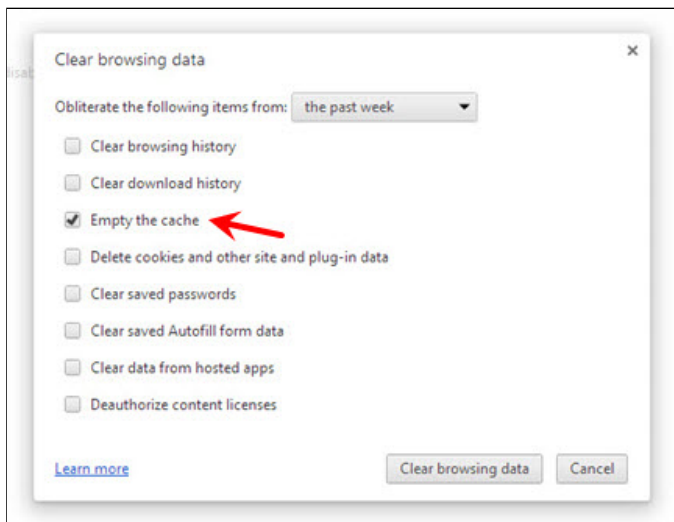 Clear browsing data
Obliterate the following items from: the past week
Clear browsing history
Clear download history
Empty the cache
Delete cookies and other site and plug-in data
Clear saved passwords
Clear saved Autofill form data
Clear data from hosted apps
Deauthorize content licenses
Learn more Clear browsing data Cancel